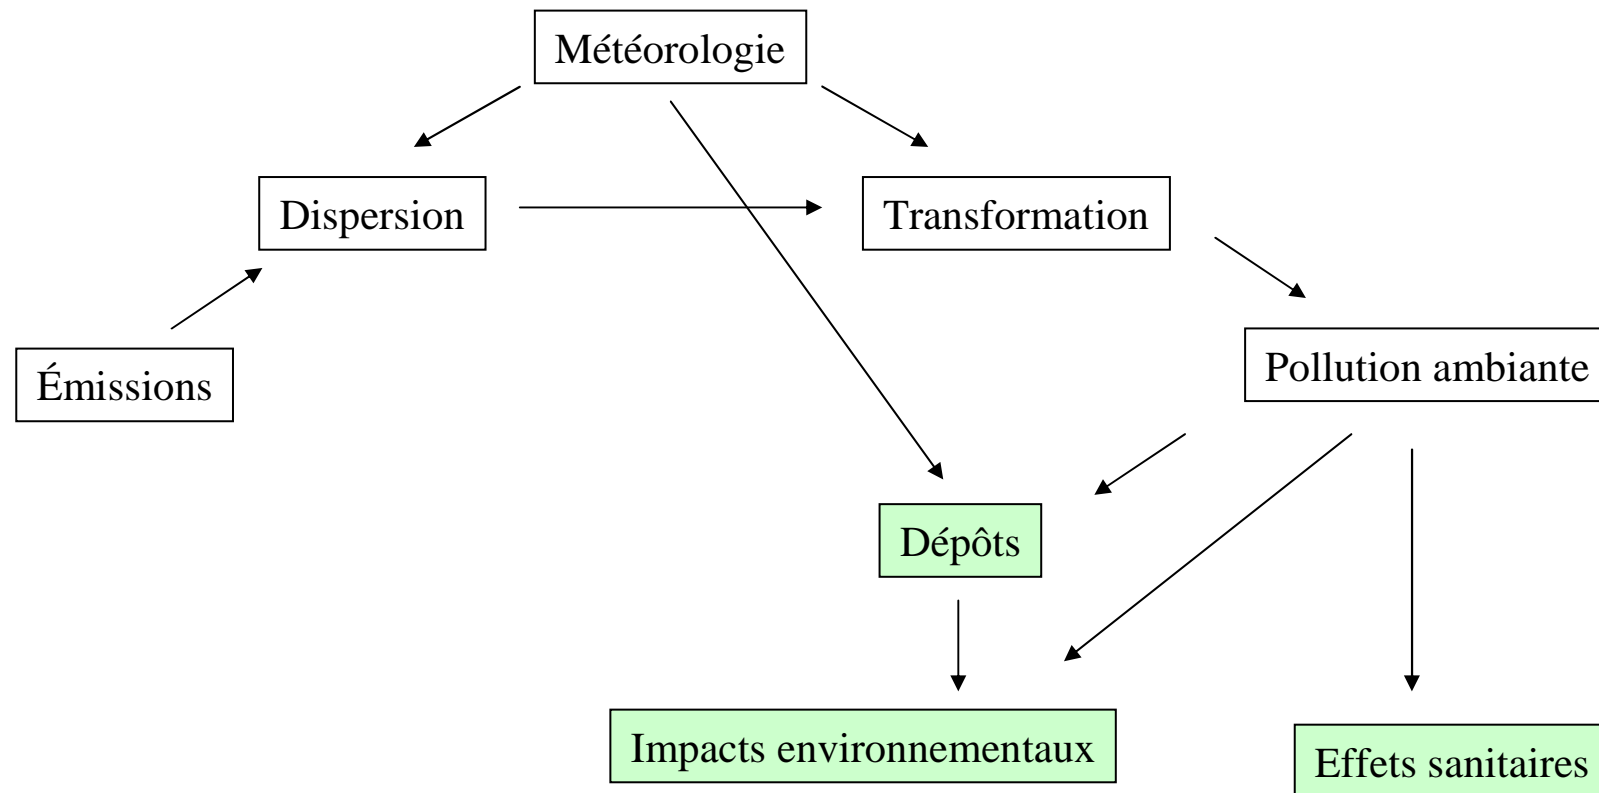 Météorologie
Dispersion
Transformation
Émissions
Pollution ambiante
Dépôts
Impacts environnementaux
Effets sanitaires